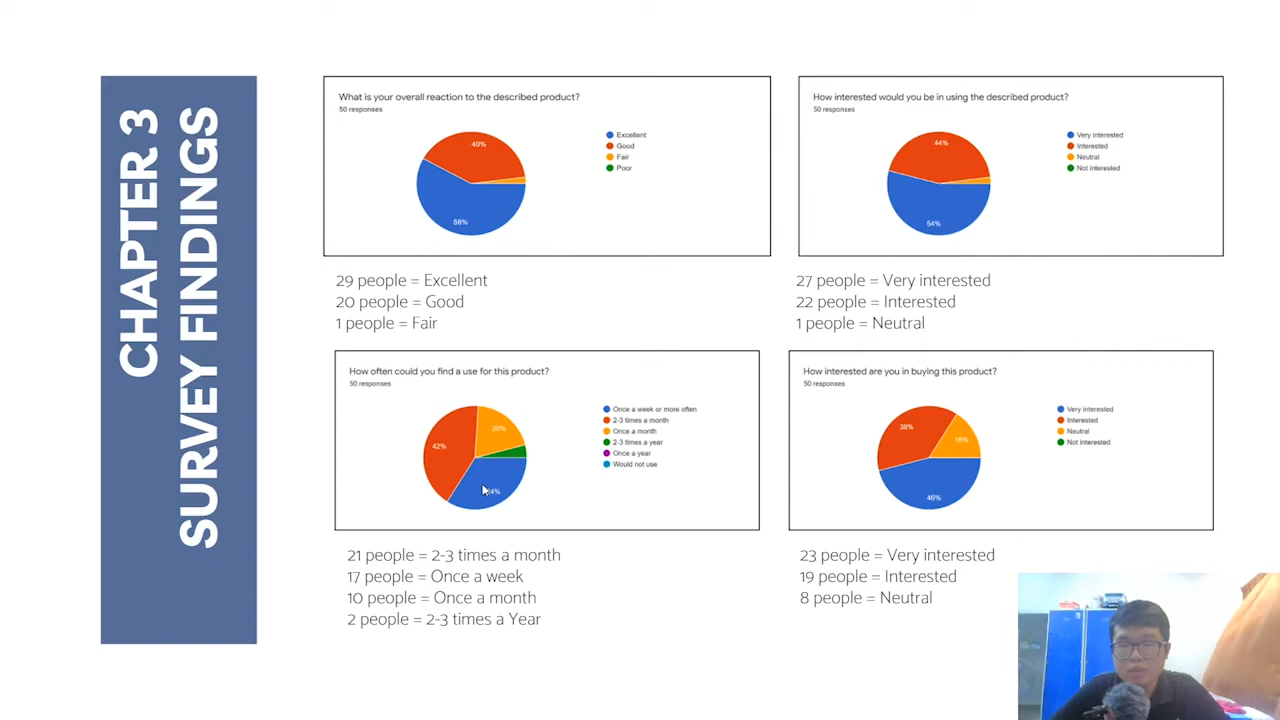 CHAPTER 3
SURVEY FINDINGS
What is your overall reaction to the described product?
50 responses
40%
58%
Excellent
Good
Fair
Poor
29 people = Excellent
20 people = Good
1 people = Fair
How interested would you be in using the described product?
50 responses
44%
54%
Very interested
Interested
Neutral
Not interested
27 people = Very interested
22 people = Interested
1 people = Neutral
How often could you find a use for this product?
50 responses
20%
42%
Once a week or more often
2-3 times a month
Once a month
2-3 times a year
Once a year
Would not use
21 people = 2-3 times a month
17 people = Once a week
10 people = Once a month
2 people = 2-3 times a Year
How interested are you in buying this product?
50 responses
38%
16%
46%
Very interested
Interested
Neutral
Not interested
23 people = Very interested
19 people = Interested
8 people = Neutral